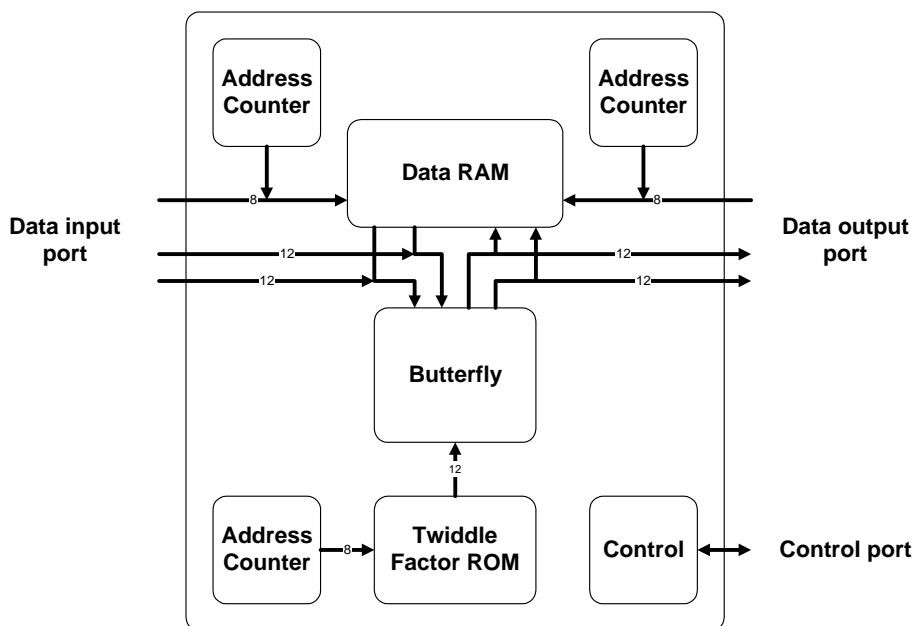 Address
Counter
Address
Counter
Data RAM
8
8
Data input
port
Data output
port
12
12
12
12
Butterfly
12
Address
Counter
8
Twiddle
Factor ROM
Control
Control port